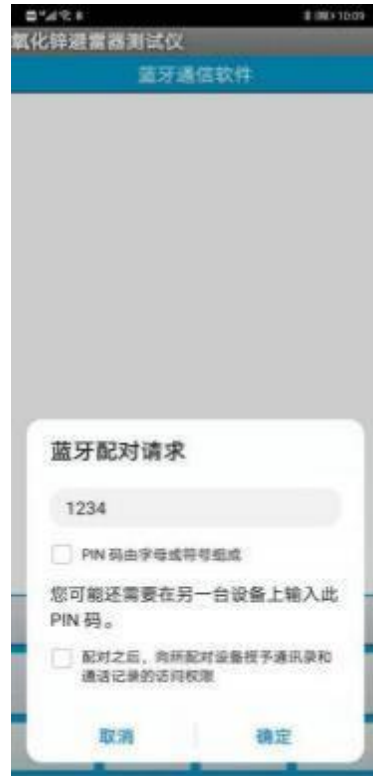 10:09
氧化锌避雷器测试仪
蓝牙通信软件
蓝牙配对请求
1234
PIN 码由字母或符号组成
您可能还需要在另一台设备上输入此
PIN 码。
配对之后，向所配对设备授予通讯录和
通话记录的访问权限
取消
确定